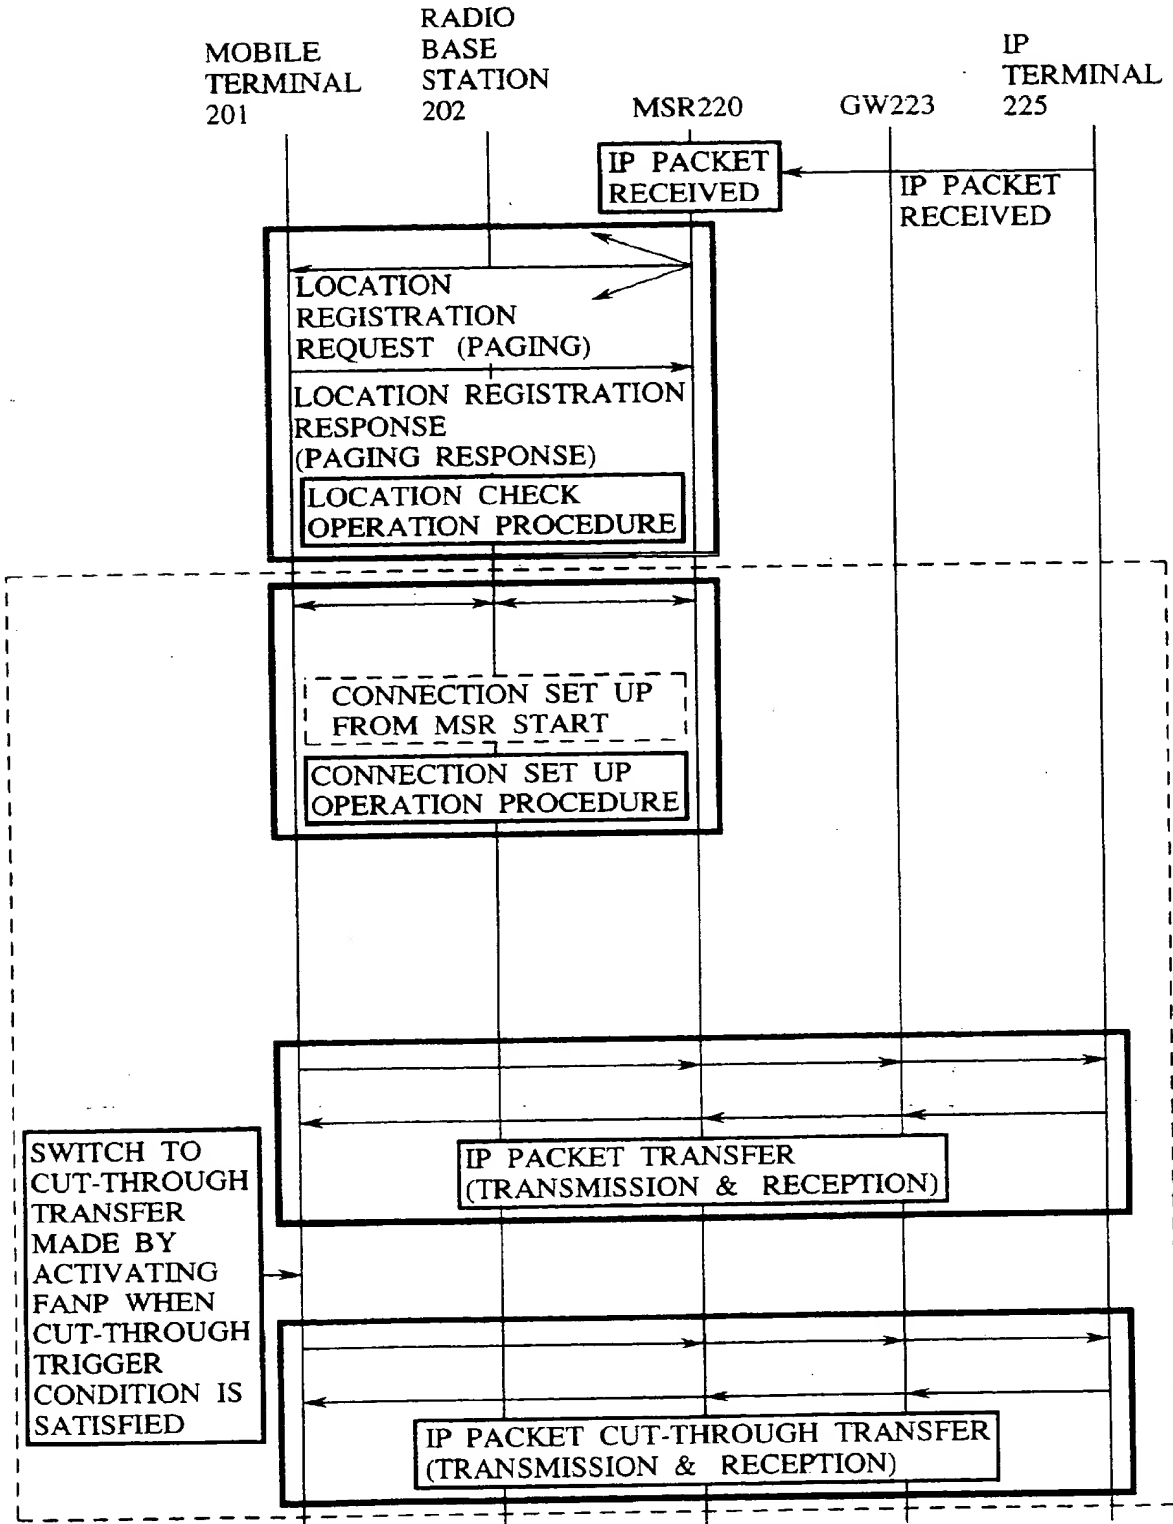 MOBILE
TERMINAL
201
RADIO
BASE
STATION
202
MSR220
GW223
IP
TERMINAL
225
IP PACKET
RECEIVED
IP PACKET
RECEIVED
LOCATION
REGISTRATION
REQUEST (PAGING)
LOCATION REGISTRATION
RESPONSE
(PAGING RESPONSE)
LOCATION CHECK
OPERATION PROCEDURE
CONNECTION SET UP
FROM MSR START
CONNECTION SET UP
OPERATION PROCEDURE
IP PACKET TRANSFER
(TRANSMISSION & RECEPTION)
SWITCH TO
CUT-THROUGH
TRANSFER
MADE BY
ACTIVATING
FANP WHEN
CUT-THROUGH
TRIGGER
CONDITION IS
SATISFIED
IP PACKET CUT-THROUGH TRANSFER
(TRANSMISSION & RECEPTION)